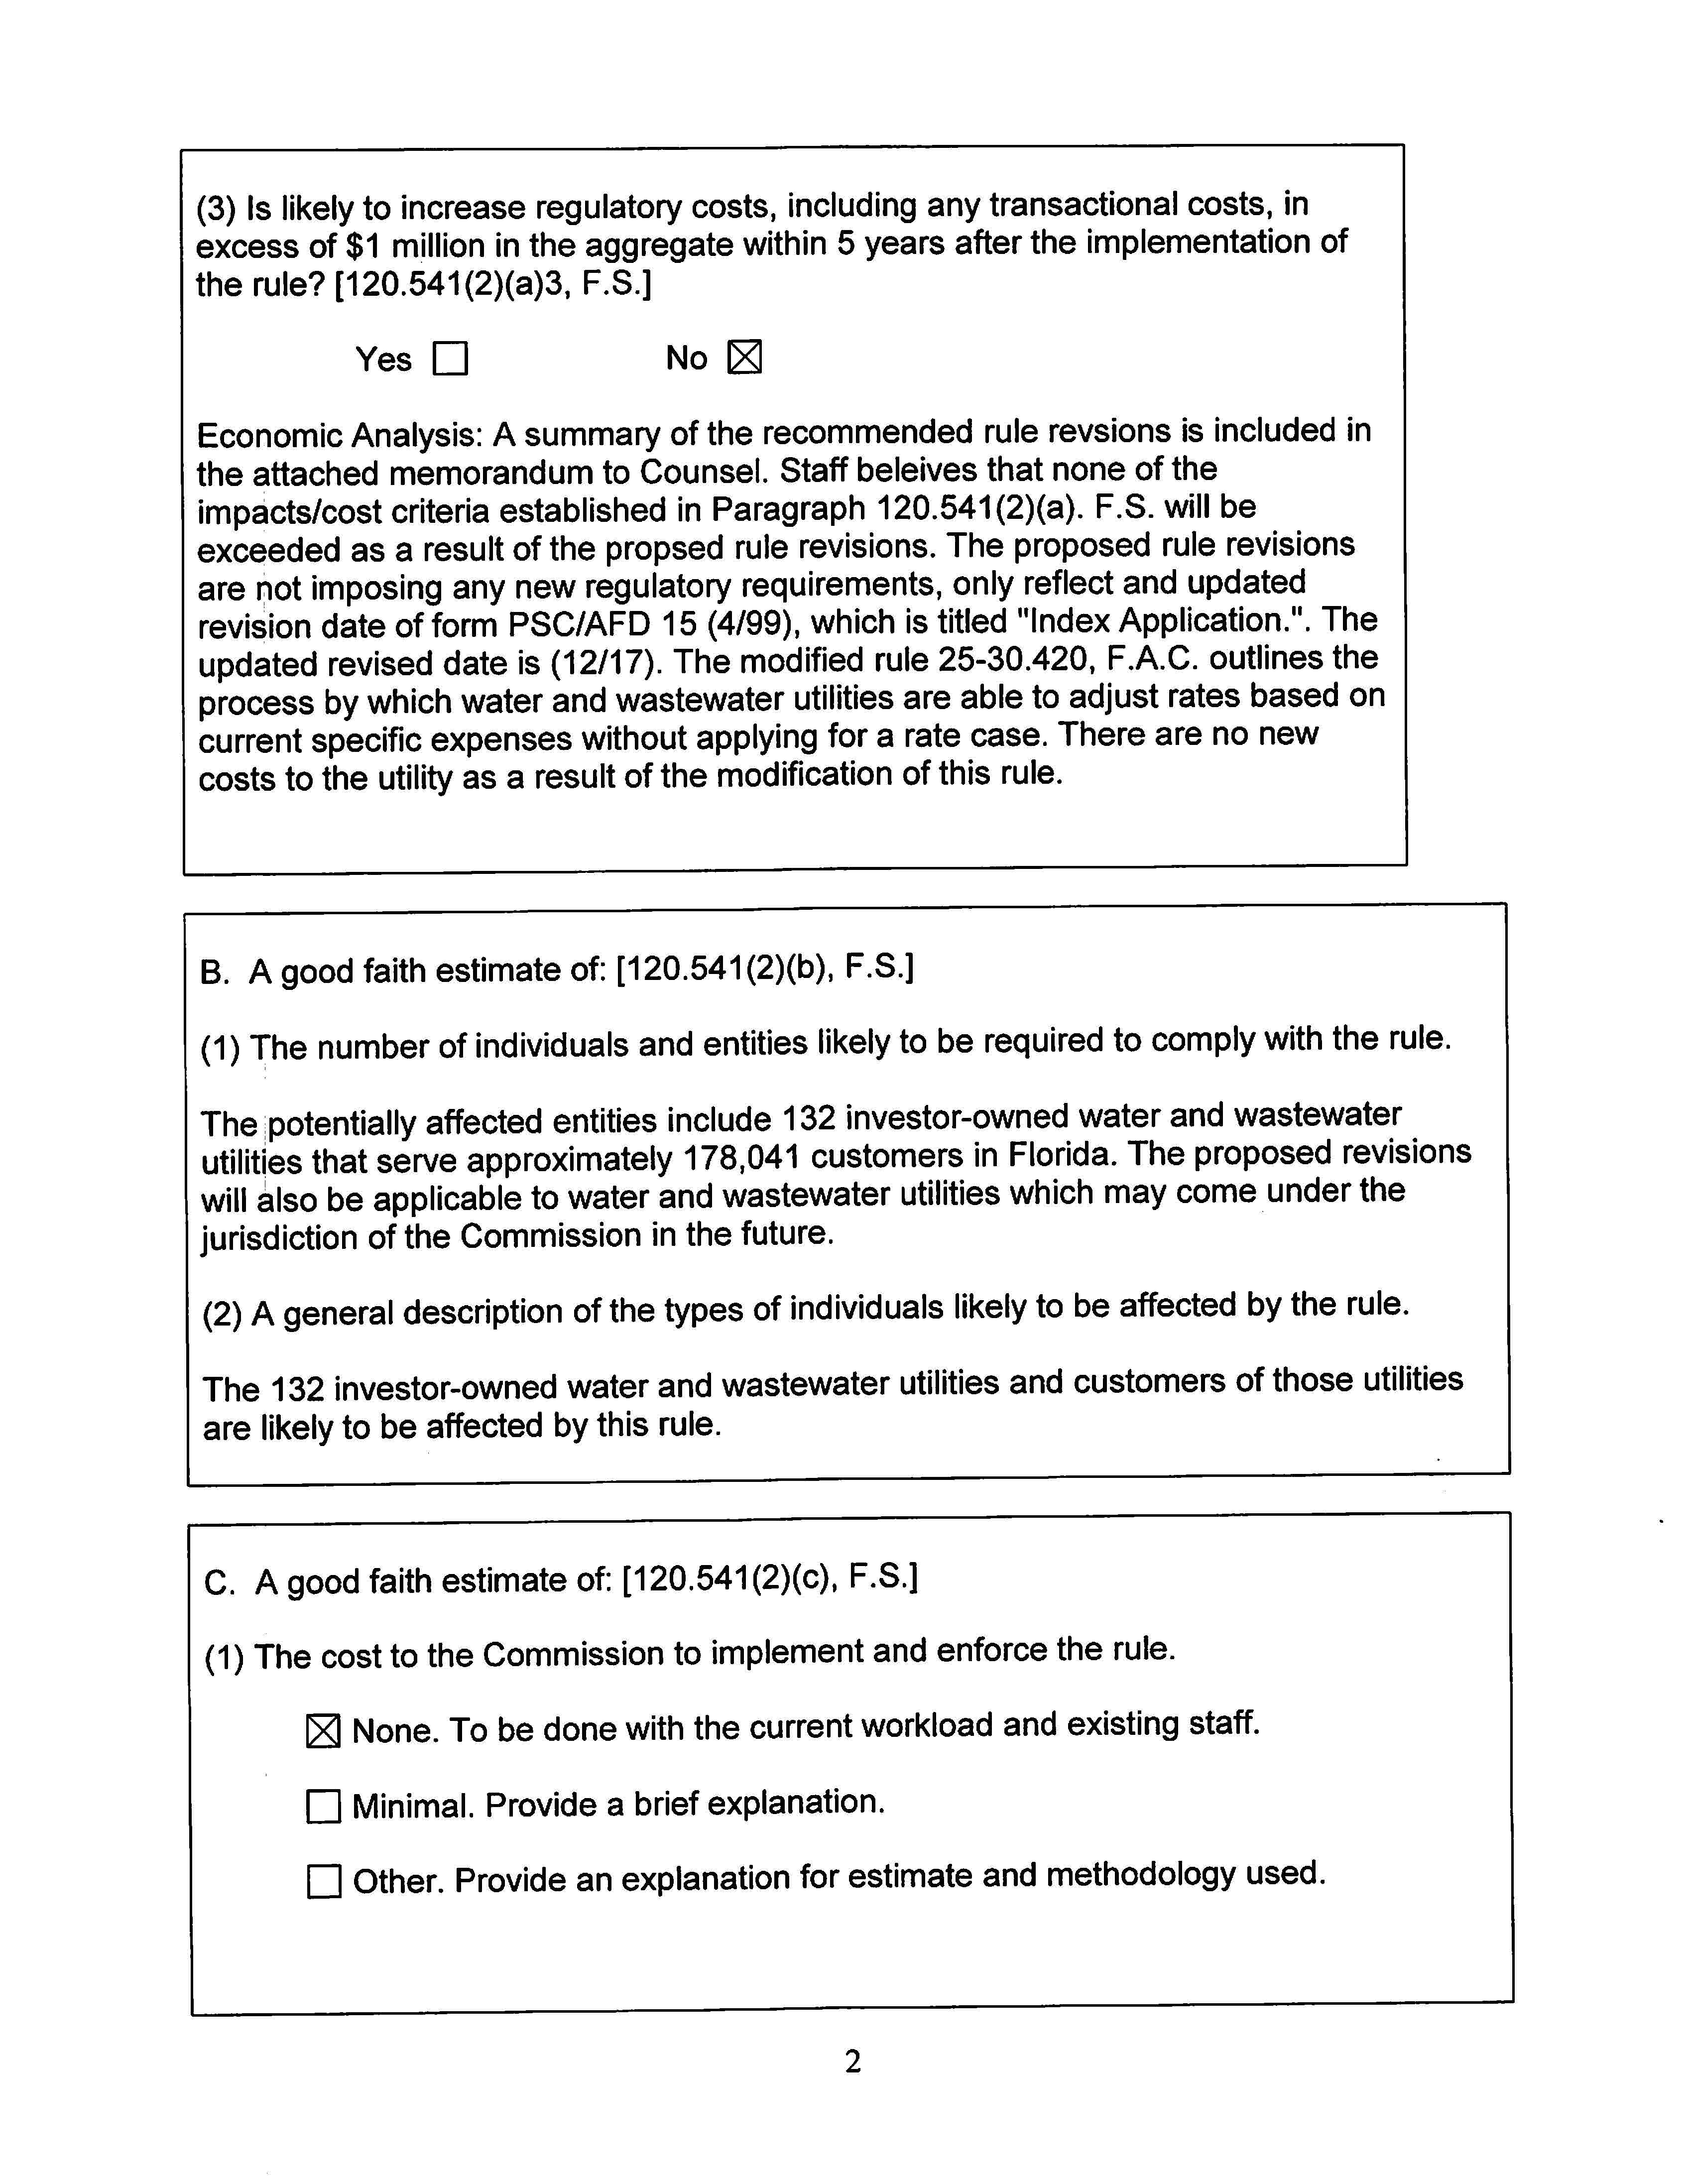 (3) Is likely to increase regulatory costs, including any transactional costs, in
excess of $1 million in the aggregate within 5 years after the implementation of
the rule? [120.541(2)(a)3, F.S.]
Yes ☐ No ☒
Economic Analysis: A summary of the recommended rule revsions is included in
the attached memorandum to Counsel. Staff beleives that none of the
impacts/cost criteria established in Paragraph 120.541(2)(a). F.S. will be
exceeded as a result of the propsed rule revisions. The proposed rule revisions
are not imposing any new regulatory requirements, only reflect and updated
revision date of form PSC/AFD 15 (4/99), which is titled "Index Application.". The
updated revised date is (12/17). The modified rule 25-30.420, F.A.C. outlines the
process by which water and wastewater utilities are able to adjust rates based on
current specific expenses without applying for a rate case. There are no new
costs to the utility as a result of the modification of this rule.
B. A good faith estimate of: [120.541(2)(b), F.S.]
(1) The number of individuals and entities likely to be required to comply with the rule.
The potentially affected entities include 132 investor-owned water and wastewater
utilities that serve approximately 178,041 customers in Florida. The proposed revisions
will also be applicable to water and wastewater utilities which may come under the
jurisdiction of the Commission in the future.
(2) A general description of the types of individuals likely to be affected by the rule.
The 132 investor-owned water and wastewater utilities and customers of those utilities
are likely to be affected by this rule.
C. A good faith estimate of: [120.541(2)(c), F.S.]
(1) The cost to the Commission to implement and enforce the rule.
☒ None. To be done with the current workload and existing staff.
☐ Minimal. Provide a brief explanation.
☐ Other. Provide an explanation for estimate and methodology used.
2